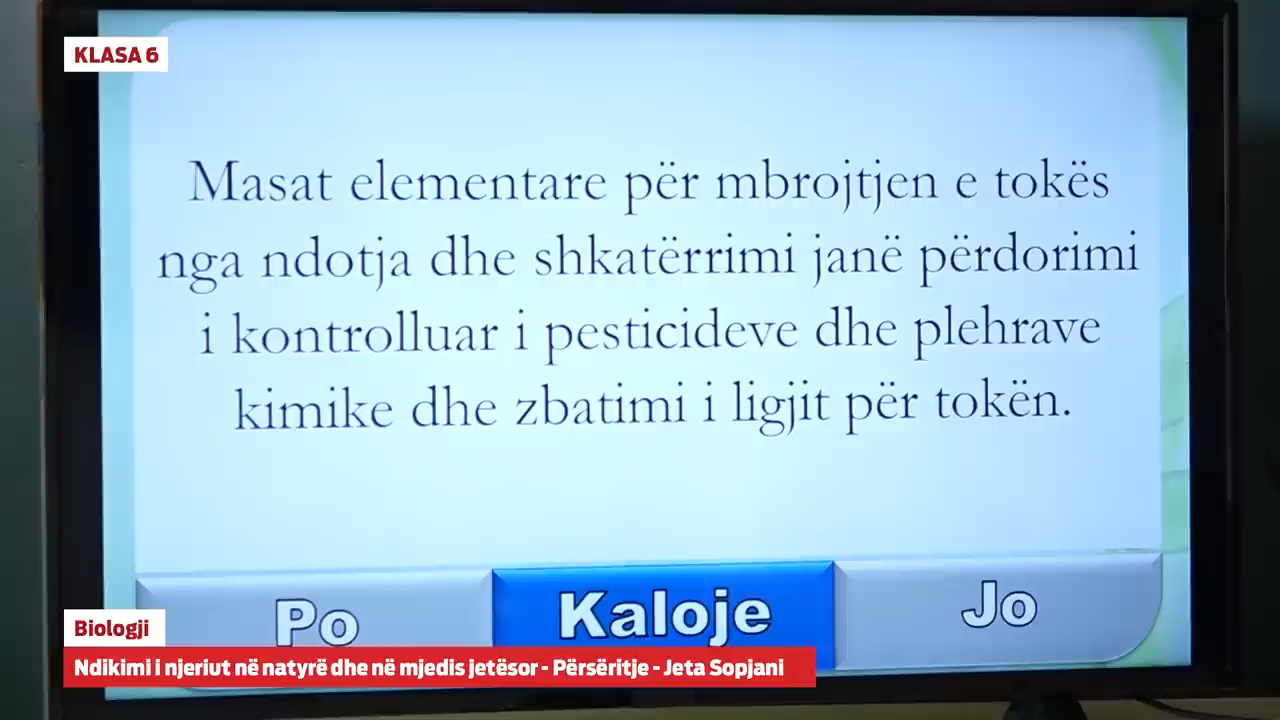 KLASA 6
Masat elementare për mbrojtjen e tokës
nga ndotja dhe shkatërrimi janë përdorimi
i kontrolluar i pesticideve dhe plehrave
kimike dhe zbatimi i ligjit për tokën.
Po
Kaloje
Jo
Biologji
Ndikimi i njeriut në natyrë dhe në mjedis jetësor - Përsëritje - Jeta Sopjani